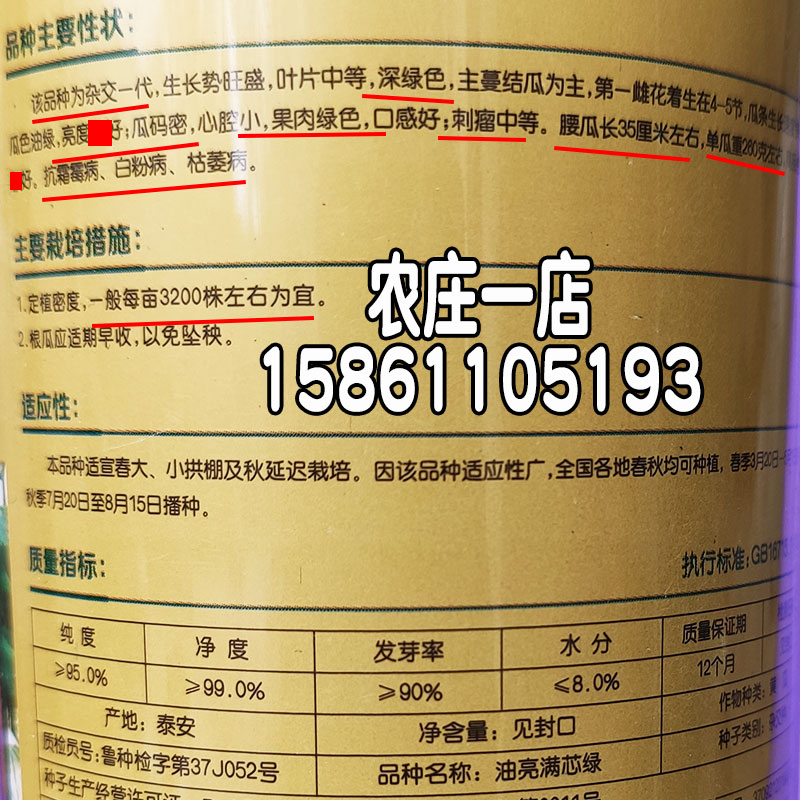 品种主要性状：
该品种为杂交一代，生长势旺盛，叶片中等，深绿色，主蔓结瓜为主，第一雌花着生在4-5节，瓜条生长
瓜色油绿，亮度好；瓜码密，心腔小，果肉绿色，口感好；刺瘤中等。腰瓜长35厘米左右，单瓜重280克左右，
好。抗霜霉病、白粉病、枯萎病。
主要栽培措施：
1.定植密度，一般每亩3200株左右为宜。
2.根瓜应适期早收，以免坠秧。
农庄一店
15861105193
适应性：
本品种适宜春大、小拱棚及秋延迟栽培。因该品种适应性广，全国各地春秋均可种植，春季3月20日-
秋季7月20日至8月15日播种。
质量指标：
执行标准：GB167
纯度 净度 发芽率 水分 质量保证期
≥95.0% ≥99.0% ≥90% ≤8.0% 12个月
产地：泰安 净含量：见封口 作物种类：
质检员号：鲁种检字第37J052号 品种名称：油亮满芯绿 种子类别：
种子生产经营许可证